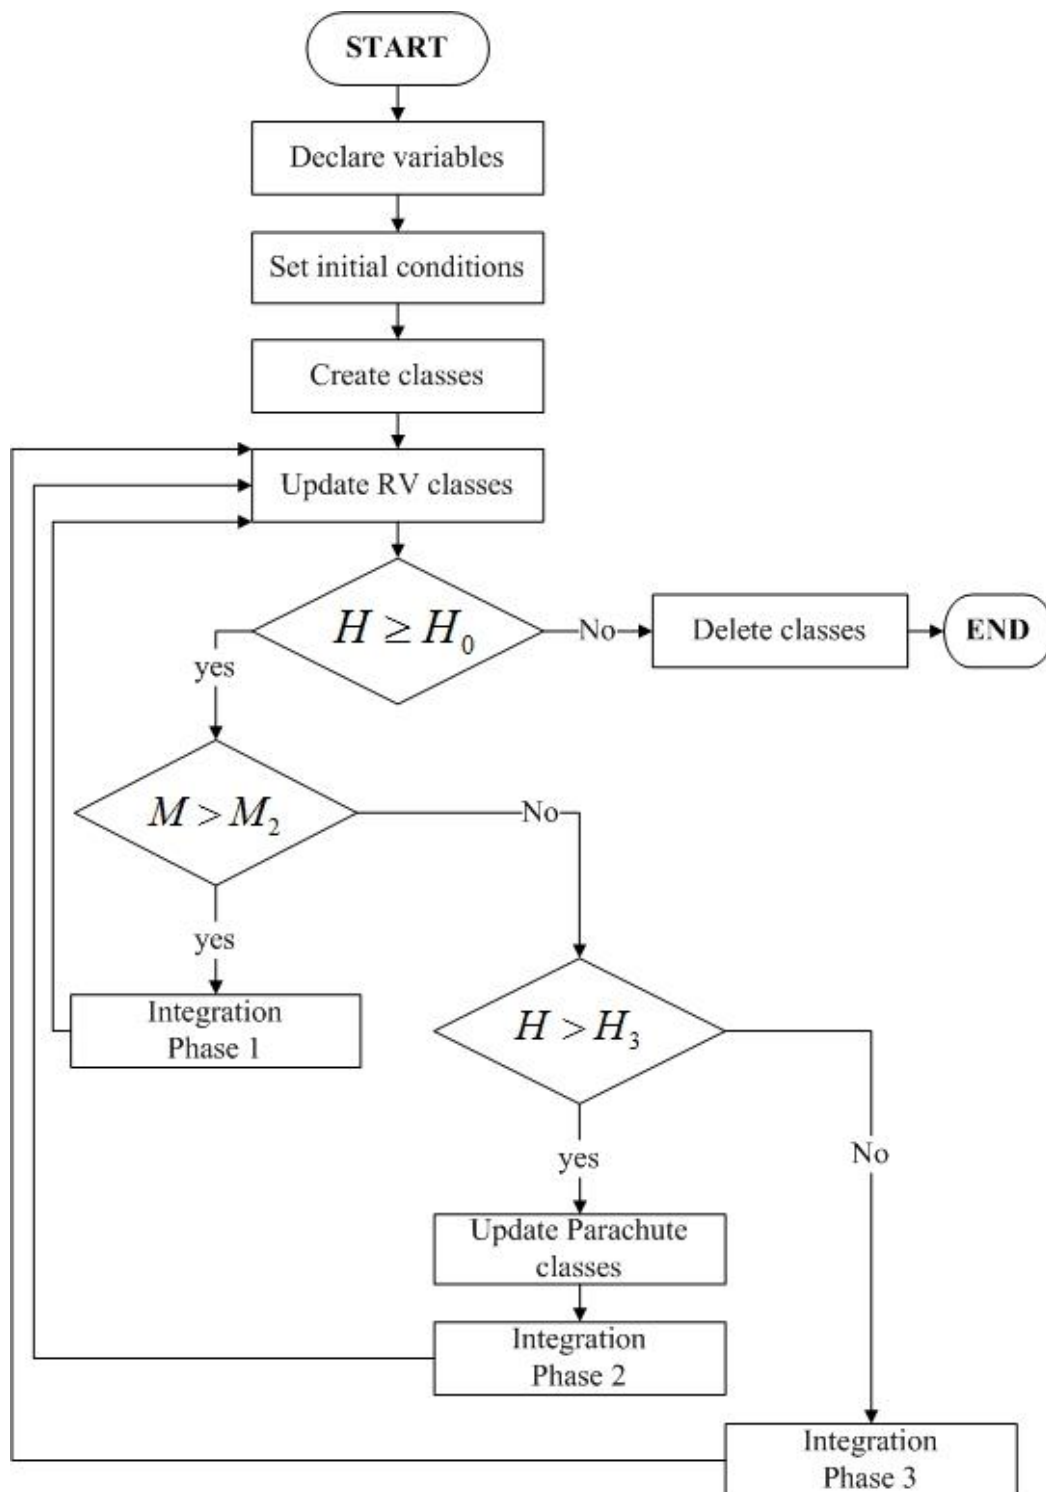 START
Declare variables
Set initial conditions
Create classes
Update RV classes
H ≥ H₀
No
Delete classes
END
yes
M > M₂
No
yes
Integration
Phase 1
H > H₃
yes
No
Update Parachute
classes
Integration
Phase 2
Integration
Phase 3